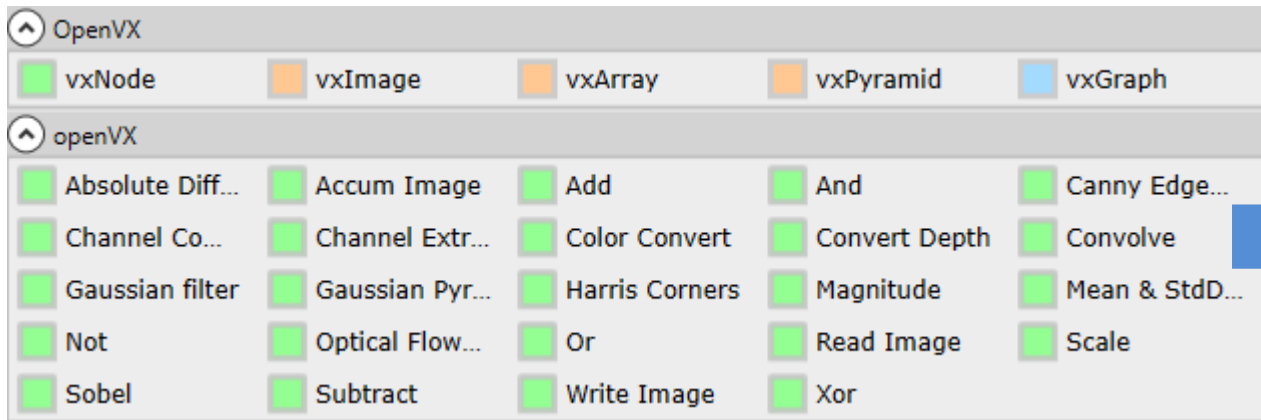 OpenVX
vxNode vxImage vxArray vxPyramid vxGraph
openVX
Absolute Diff... Accum Image Add And Canny Edge...
Channel Co... Channel Extr... Color Convert Convert Depth Convolve
Gaussian filter Gaussian Pyr... Harris Corners Magnitude Mean & StdD...
Not Optical Flow... Or Read Image Scale
Sobel Subtract Write Image Xor